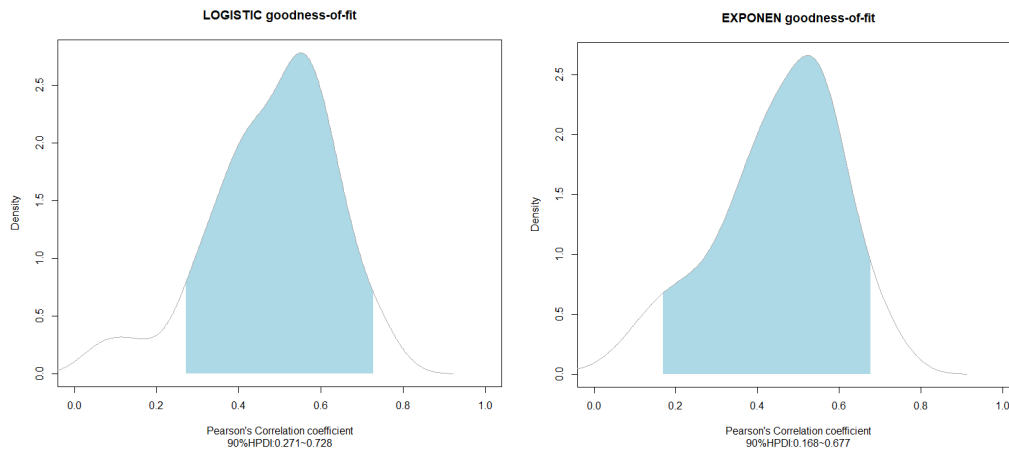 LOGISTIC goodness-of-fit
Density
0.0
0.5
1.0
1.5
2.0
2.5
0.0 0.2 0.4 0.6 0.8 1.0
Pearson's Correlation coefficient
90%HPDI:0.271~0.728
EXPONEN goodness-of-fit
Density
0.0
0.5
1.0
1.5
2.0
2.5
0.0 0.2 0.4 0.6 0.8 1.0
Pearson's Correlation coefficient
90%HPDI:0.168~0.677